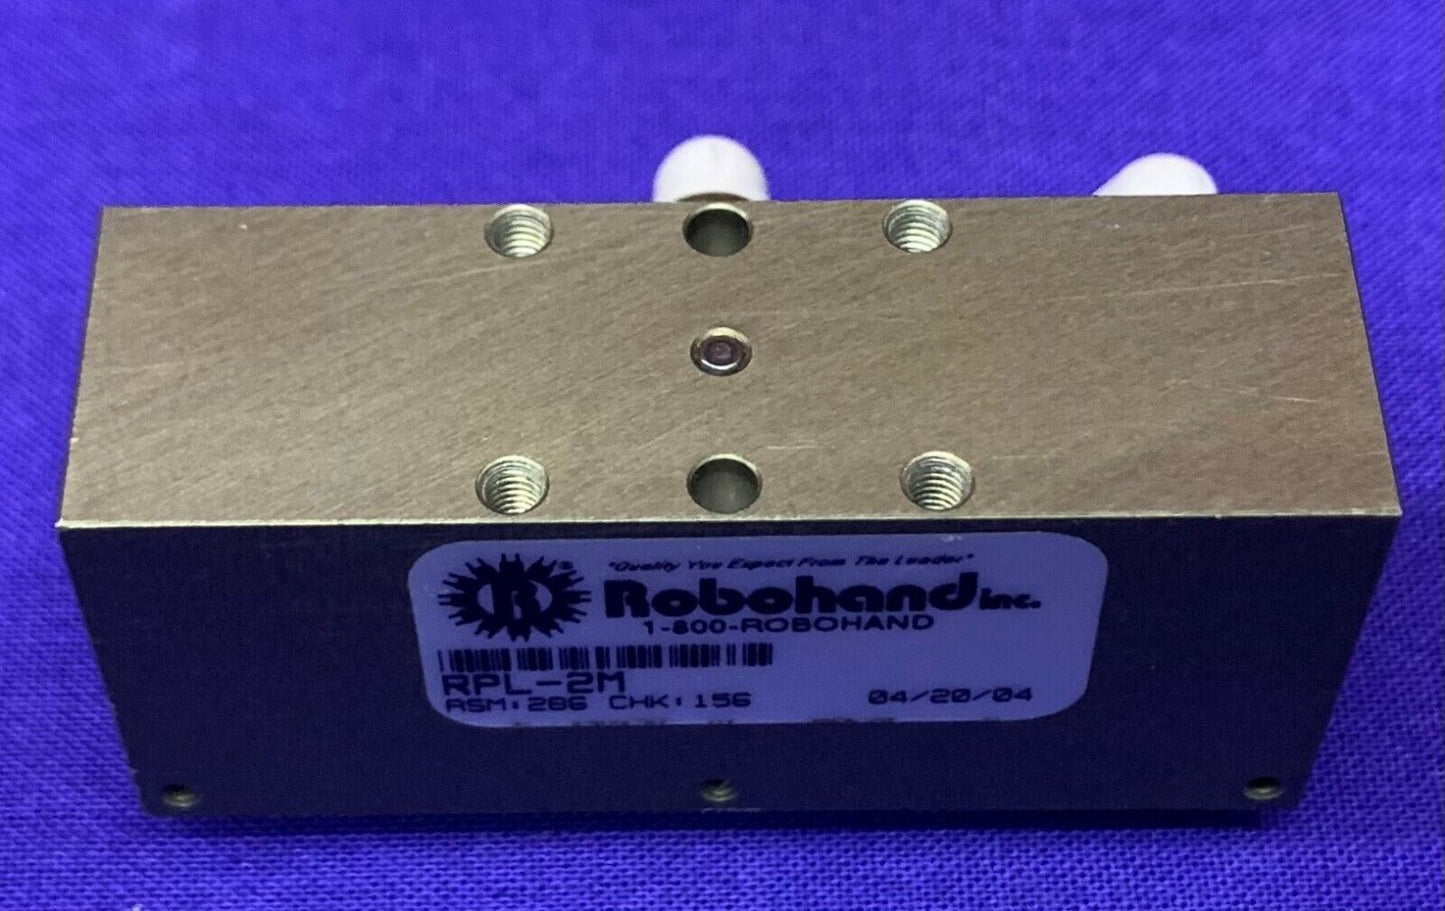 "Quality You Expect From The Leader"
R®
Robohand inc.
1-800-ROBOHAND
RPL-2M
ASM:286 CHK:156 04/20/04